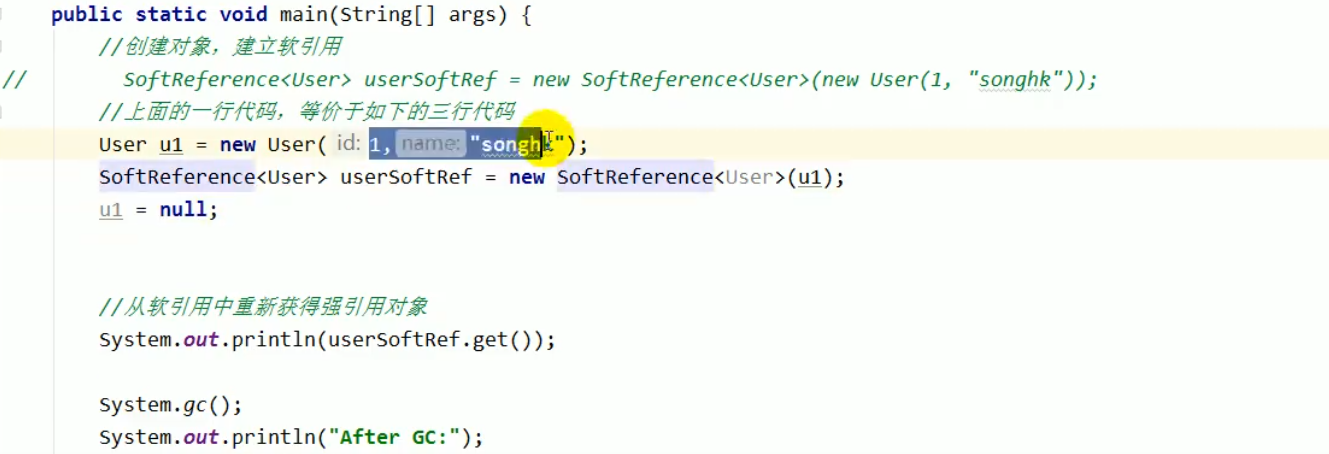 public static void main(String[] args) {
//创建对象，建立软引用
// SoftReference<User> userSoftRef = new SoftReference<User>(new User(1, "songhk"));
//上面的一行代码，等价于如下的三行代码
User u1 = new User( id: 1, name: "songhk");
SoftReference<User> userSoftRef = new SoftReference<User>(u1);
u1 = null;
//从软引用中重新获得强引用对象
System.out.println(userSoftRef.get());
System.gc();
System.out.println("After GC:");